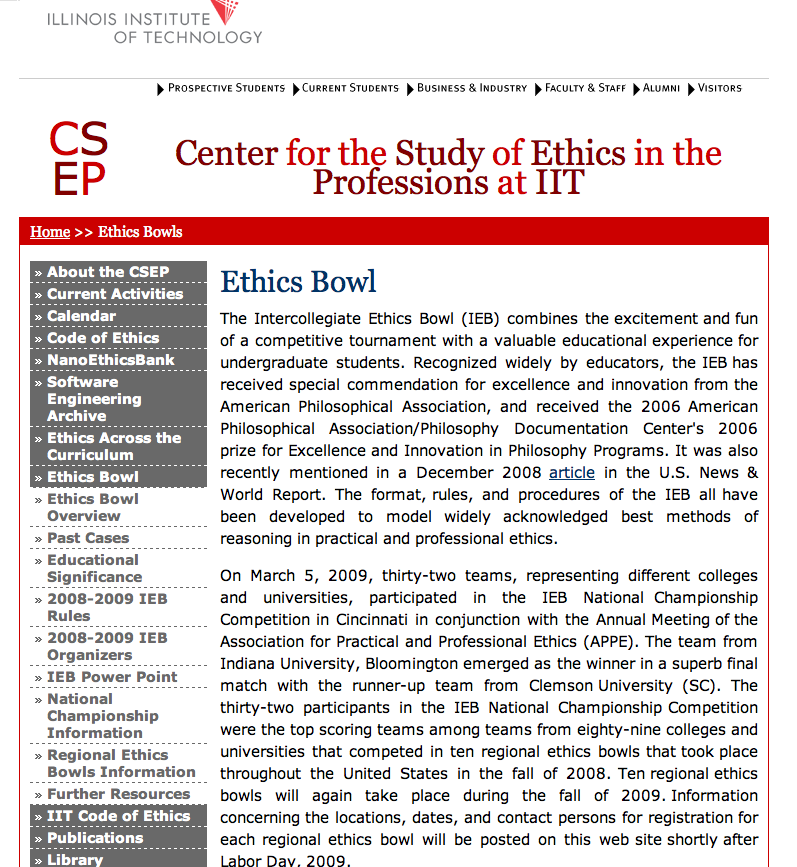 ILLINOIS INSTITUTE
OF TECHNOLOGY
Prospective Students Current Students Business & Industry Faculty & Staff Alumni Visitors
CS
EP
Center for the Study of Ethics in the
Professions at IIT
Home >> Ethics Bowls
» About the CSEP
» Current Activities
» Calendar
» Code of Ethics
» NanoEthicsBank
» Software
Engineering
Archive
» Ethics Across the
Curriculum
» Ethics Bowl
» Ethics Bowl
Overview
» Past Cases
» Educational
Significance
» 2008-2009 IEB
Rules
» 2008-2009 IEB
Organizers
» IEB Power Point
» National
Championship
Information
» Regional Ethics
Bowls Information
» Further Resources
» IIT Code of Ethics
» Publications
» Library
Ethics Bowl
The Intercollegiate Ethics Bowl (IEB) combines the excitement and fun
of a competitive tournament with a valuable educational experience for
undergraduate students. Recognized widely by educators, the IEB has
received special commendation for excellence and innovation from the
American Philosophical Association, and received the 2006 American
Philosophical Association/Philosophy Documentation Center's 2006
prize for Excellence and Innovation in Philosophy Programs. It was also
recently mentioned in a December 2008 article in the U.S. News &
World Report. The format, rules, and procedures of the IEB all have
been developed to model widely acknowledged best methods of
reasoning in practical and professional ethics.
On March 5, 2009, thirty-two teams, representing different colleges
and universities, participated in the IEB National Championship
Competition in Cincinnati in conjunction with the Annual Meeting of the
Association for Practical and Professional Ethics (APPE). The team from
Indiana University, Bloomington emerged as the winner in a superb final
match with the runner-up team from Clemson University (SC). The
thirty-two participants in the IEB National Championship Competition
were the top scoring teams among teams from eighty-nine colleges and
universities that competed in ten regional ethics bowls that took place
throughout the United States in the fall of 2008. Ten regional ethics
bowls will again take place during the fall of 2009. Information
concerning the locations, dates, and contact persons for registration for
each regional ethics bowl will be posted on this web site shortly after
Labor Day, 2009.